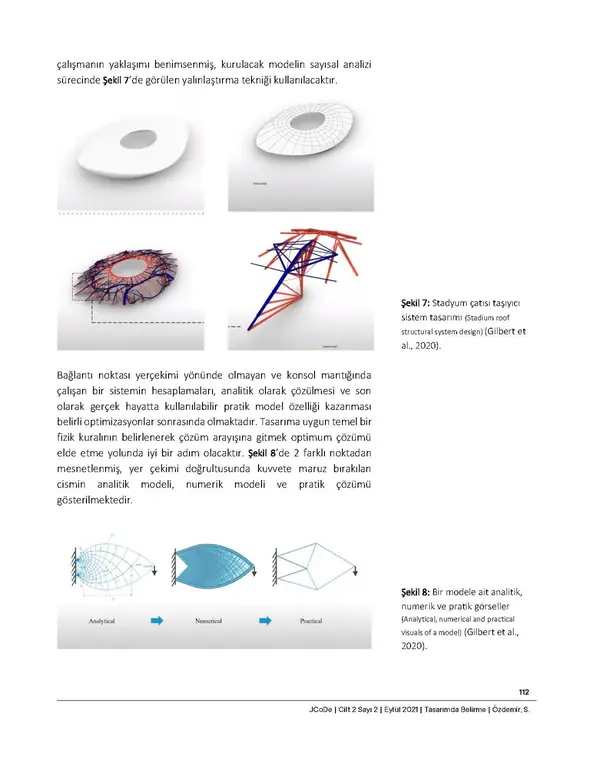 çalışmanın yaklaşımı benimsenmiş, kurulacak modelin sayısal analizi
sürecinde Şekil 7'de görülen yalınlaştırma tekniği kullanılacaktır.
Şekil 7: Stadyum çatısı taşıyıcı
sistem tasarımı (Stadium roof
structural system design) (Gilbert et
al., 2020).
Bağlantı noktası yerçekimi yönünde olmayan ve konsol mantığında
çalışan bir sistemin hesaplamaları, analitik olarak çözülmesi ve son
olarak gerçek hayatta kullanılabilir pratik model özelliği kazanması
belirli optimizasyonlar sonrasında olmaktadır. Tasarıma uygun temel bir
fizik kuralının belirlenerek çözüm arayışına gitmek optimum çözümü
elde etme yolunda iyi bir adım olacaktır. Şekil 8'de 2 farklı noktadan
mesnetlenmiş, yer çekimi doğrultusunda kuvvete maruz bırakılan
cismin analitik modeli, numerik modeli ve pratik çözümü
gösterilmektedir.
Analytical Numerical Practical
Şekil 8: Bir modele ait analitik,
numerik ve pratik görseller
(Analytical, numerical and practical
visuals of a model) (Gilbert et al.,
2020).
112
JCoDe | Cilt 2 Sayı 2 | Eylül 2021 | Tasarımda Belirme | Özdemir, S.